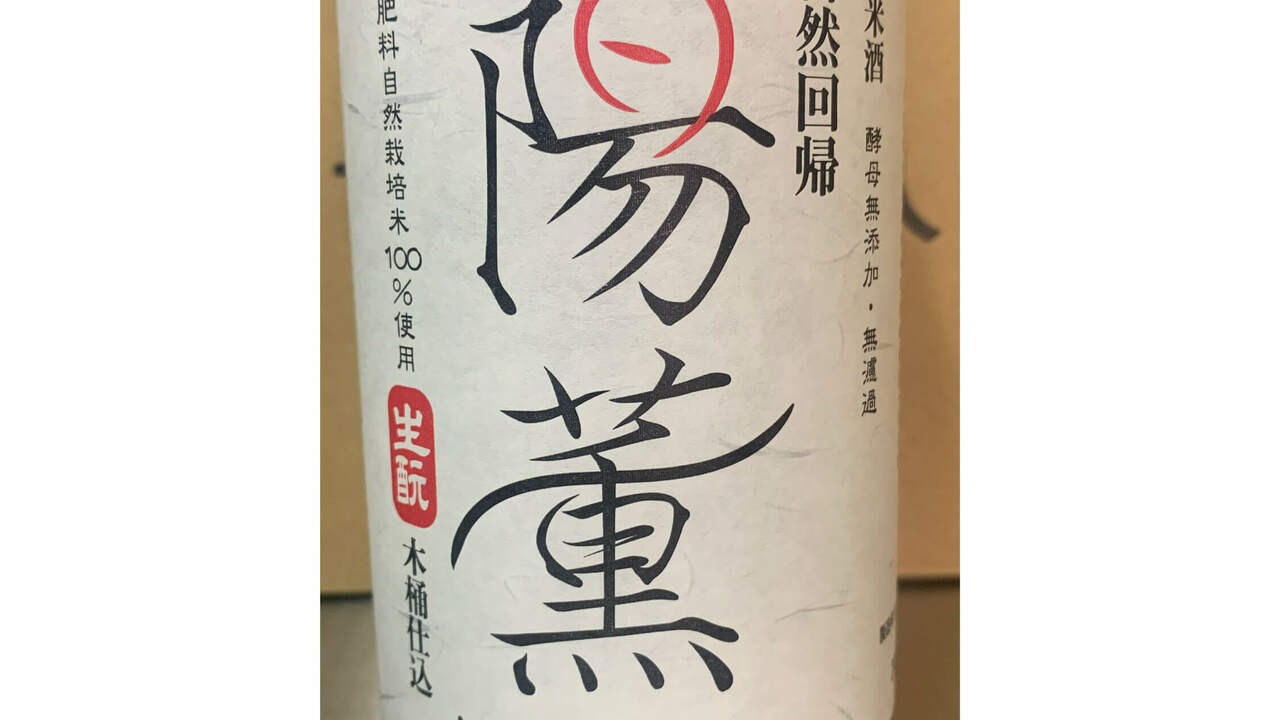 米酒
酵母無添加・無濾過
然回帰
陽薫
肥料自然栽培米100%使用
生酛
木桶仕込